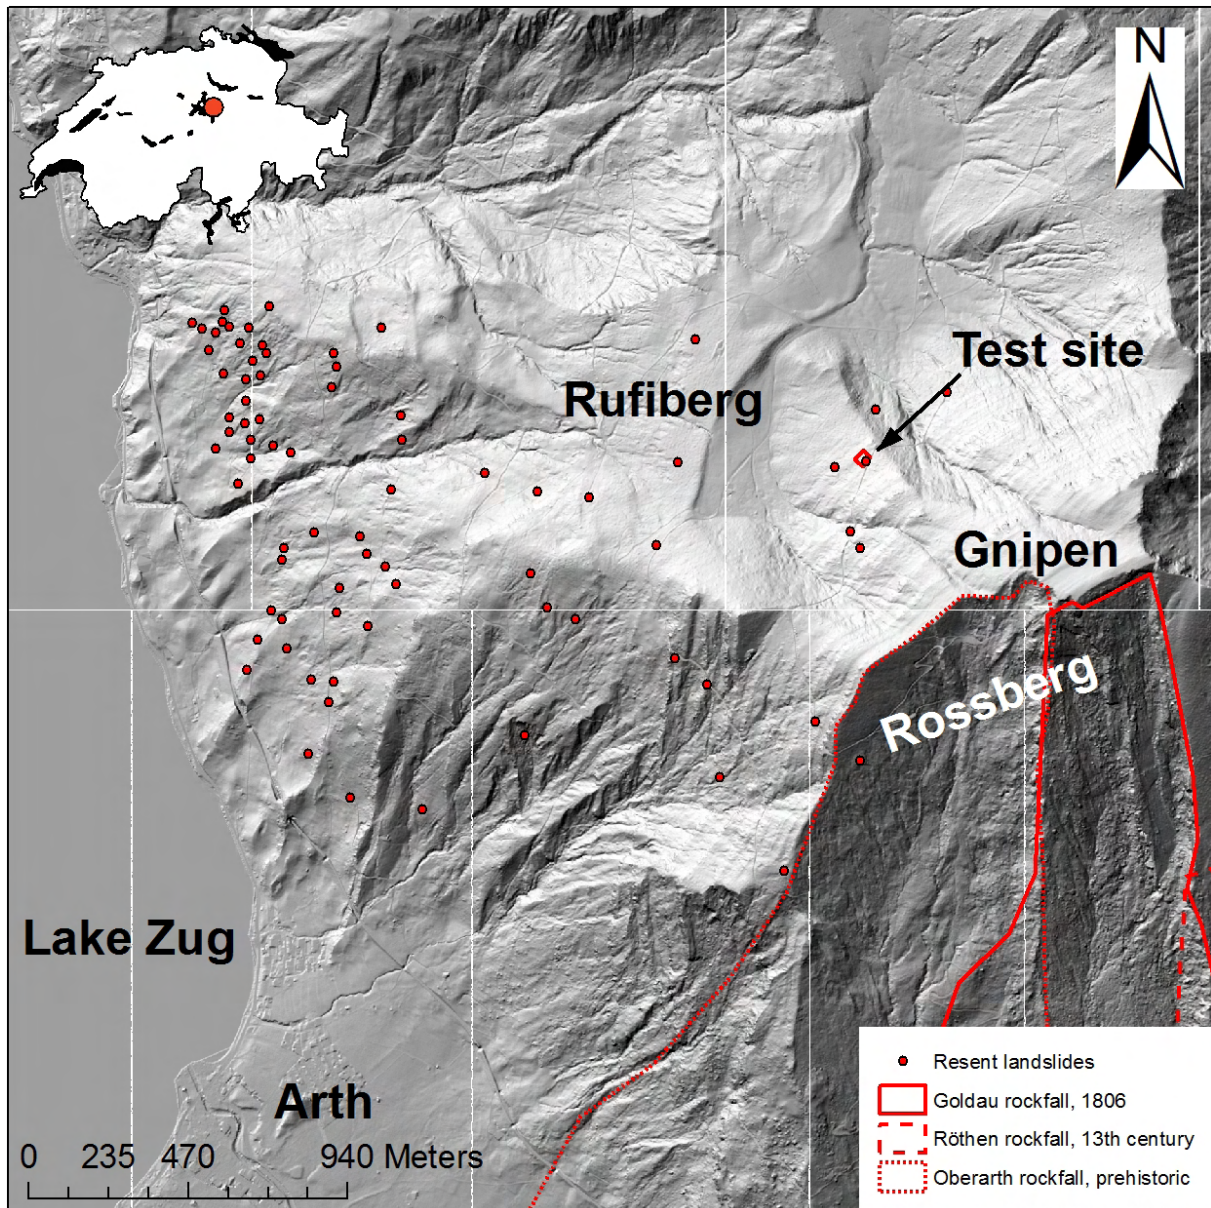 N
Test site
Rufiberg
Gnipen
Rossberg
Lake Zug
Arth
0 235 470 940 Meters
Resent landslides
Goldau rockfall, 1806
Röthen rockfall, 13th century
Oberarth rockfall, prehistoric